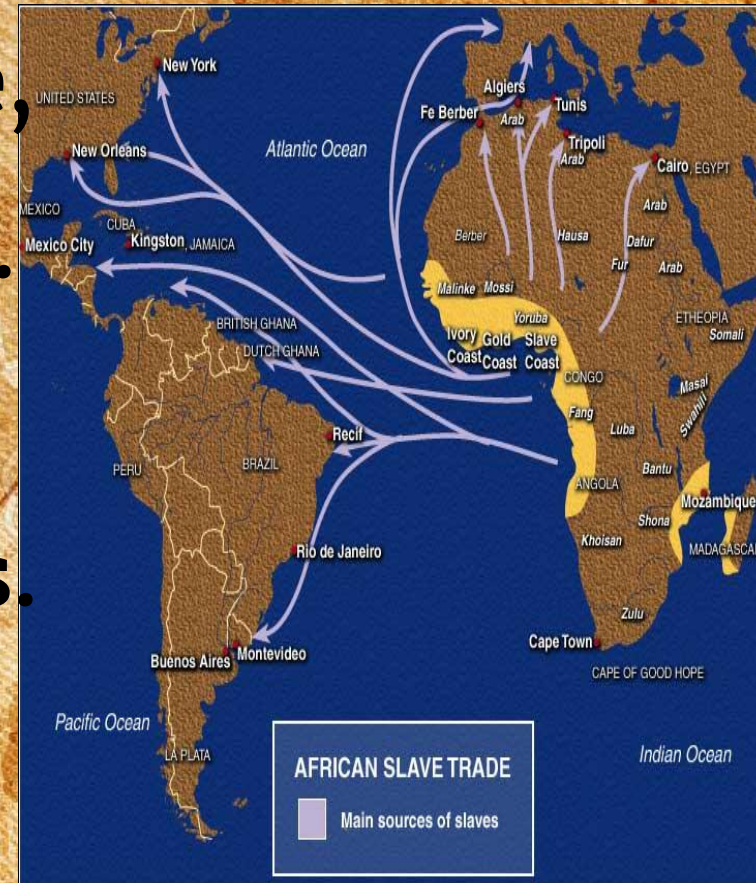 e,
.
s.
New York
UNITED STATES
Algiers
Tunis
Fe Berber
Arab
Tripoli
Arab
New Orleans
Atlantic Ocean
Cairo, EGYPT
MEXICO
CUBA
Mexico City
Kingston, JAMAICA
Berber
Hausa
Arab
Dafur
Fur
Arab
Malinke
Mossi
ETHEOPIA
BRITISH GHANA
Yoruba
Somali
DUTCH GHANA
Ivory
Coast
Gold
Coast
Slave
Coast
CONGO
Masai
Swahili
Fang
Luba
Recif
PERU
BRAZIL
Bantu
ANGOLA
Mozambique
Shona
Rio de Janeiro
Khoisan
MADAGASCAR
Zulu
Buenos Aires
Montevideo
Cape Town
CAPE OF GOOD HOPE
Pacific Ocean
LA PLATA
Indian Ocean
AFRICAN SLAVE TRADE
Main sources of slaves